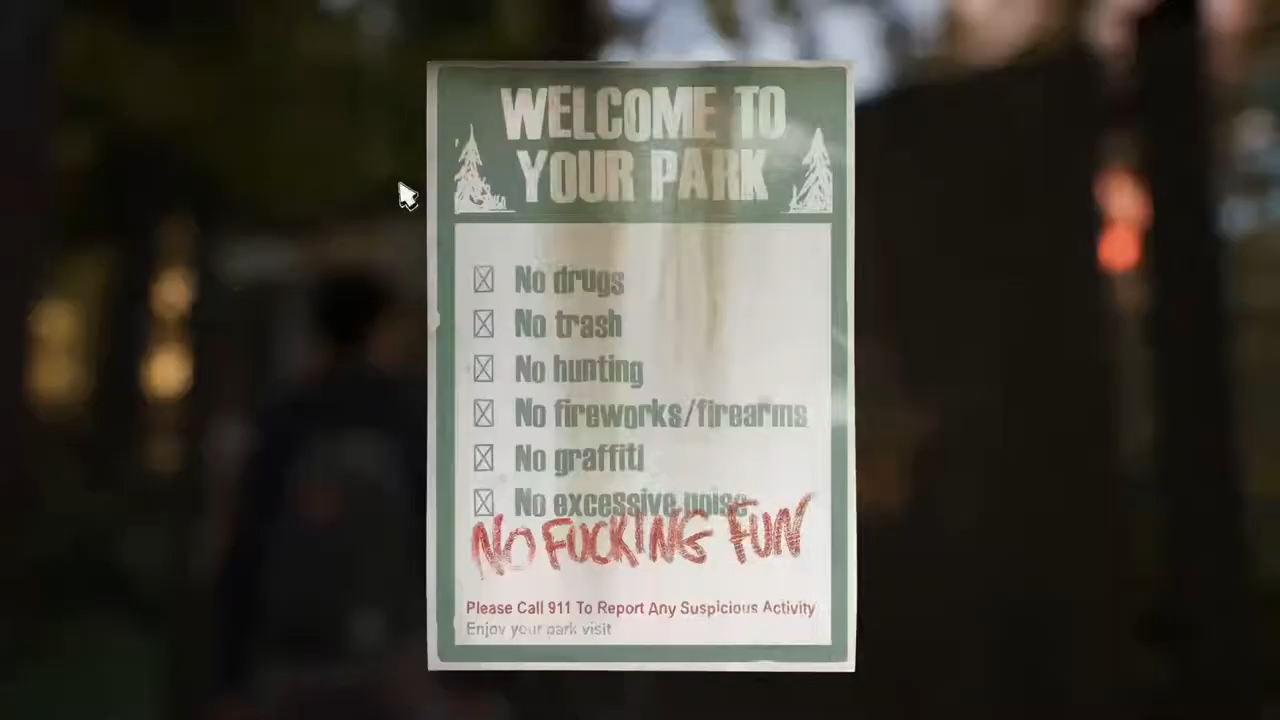 WELCOME TO
YOUR PARK
No drugs
No trash
No hunting
No fireworks/firearms
No graffiti
No excessive noise
NO FUCKING FUN
Please Call 911 To Report Any Suspicious Activity
Enjoy your park visit